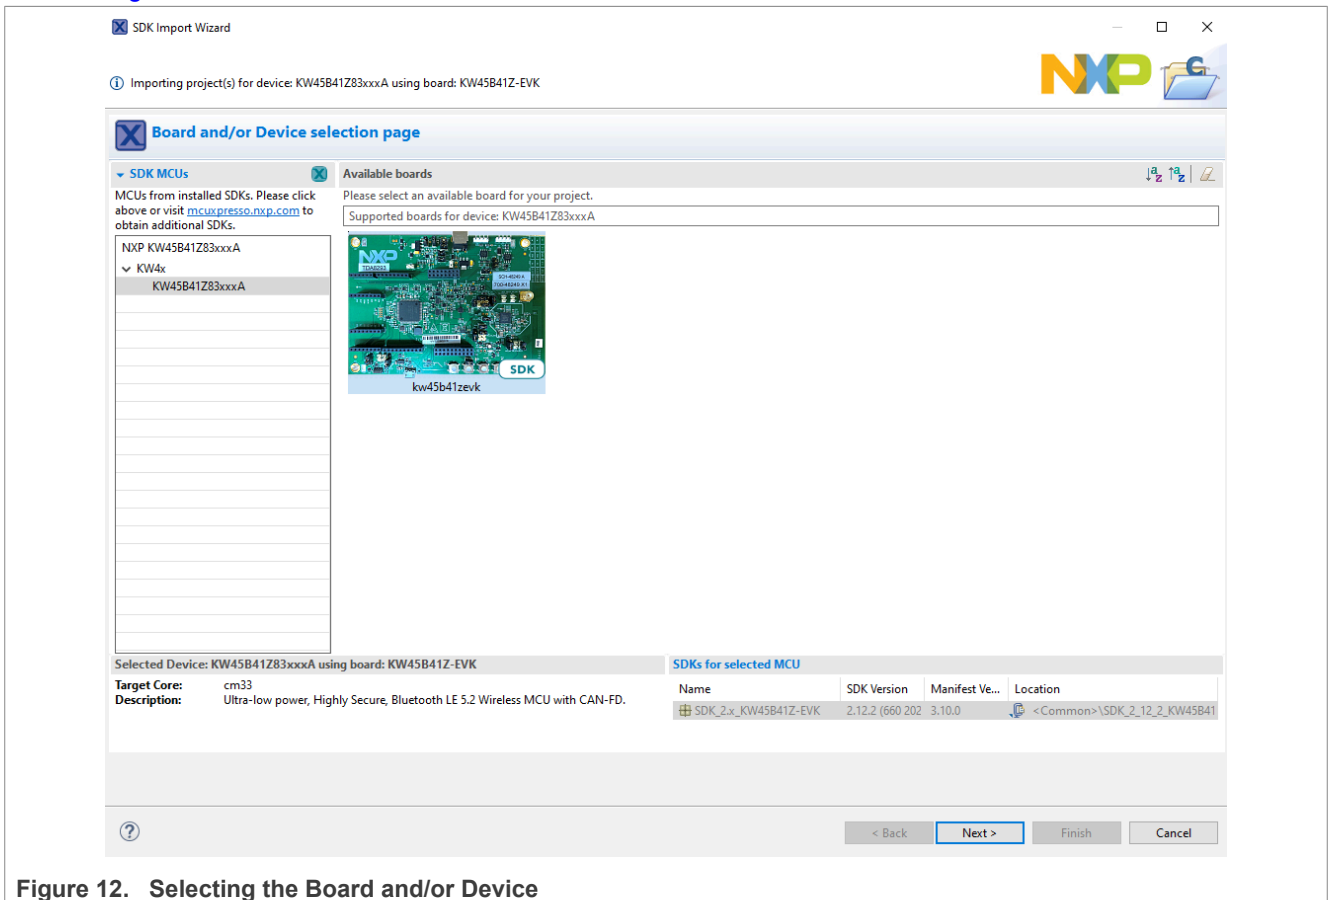 SDK Import Wizard
Importing project(s) for device: KW45B41Z83xxxA using board: KW45B41Z-EVK
NXP
Board and/or Device selection page
SDK MCUs
MCUs from installed SDKs. Please click
above or visit mcuxpresso.nxp.com to
obtain additional SDKs.
NXP KW45B41Z83xxxA
KW4x
KW45B41Z83xxxA
Available boards
Please select an available board for your project.
Supported boards for device: KW45B41Z83xxxA
NXP
SDK
kw45b41zevk
Selected Device: KW45B41Z83xxxA using board: KW45B41Z-EVK
Target Core: cm33
Description: Ultra-low power, Highly Secure, Bluetooth LE 5.2 Wireless MCU with CAN-FD.
SDKs for selected MCU
Name SDK Version Manifest Ve... Location
SDK_2.x_KW45B41Z-EVK 2.12.2 (660 202 3.10.0 <Common>\SDK_2_12_2_KW45B41
< Back Next > Finish Cancel
Figure 12. Selecting the Board and/or Device